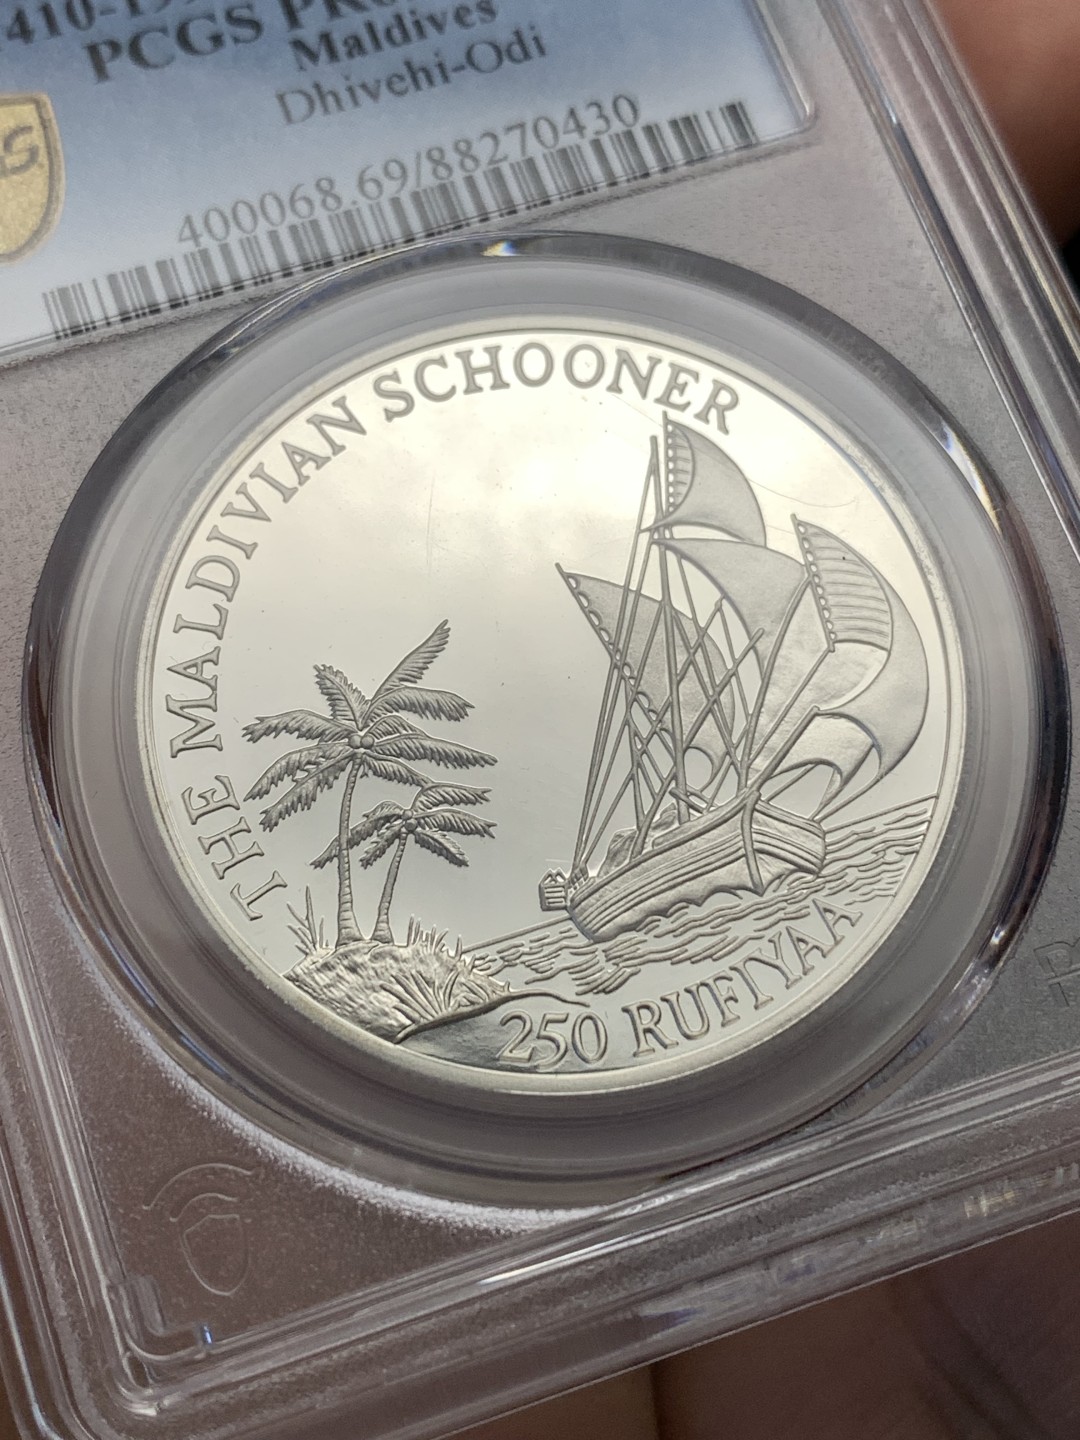 PCGS
Maldives
Dhivehi-Odi
400068.69/88270430
THE MALDIVIAN SCHOONER
250 RUFIYAA